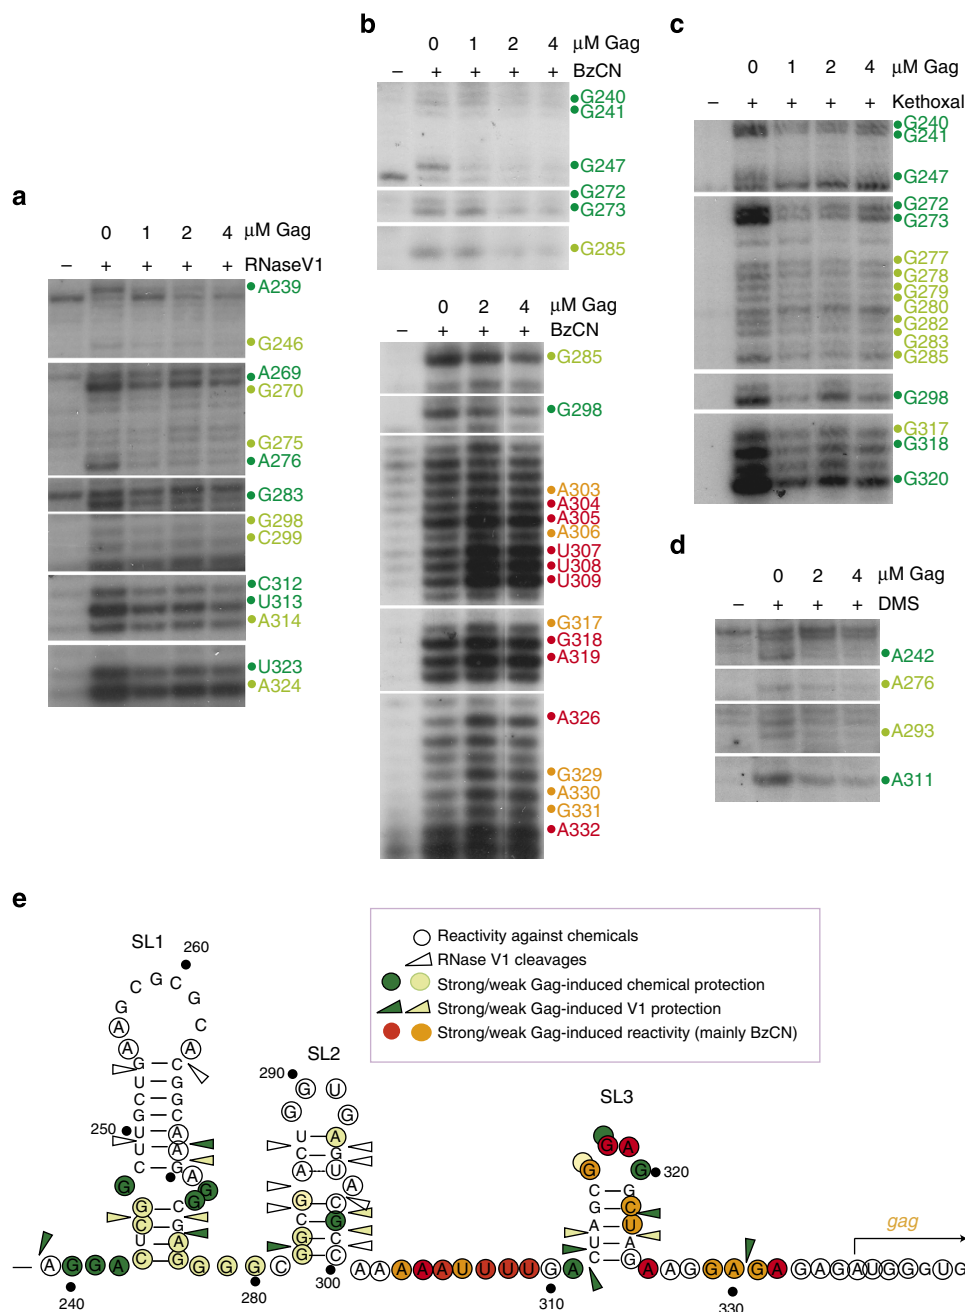 a
0 1 2 4 μM Gag
– + + + + RNaseV1
A239
G246
A269
G270
G275
A276
G283
G298
C299
C312
U313
A314
U323
A324
b
0 1 2 4 μM Gag
– + + + + BzCN
G240
G241
G247
G272
G273
G285
0 2 4 μM Gag
– + + + BzCN
G285
G298
A303
A304
A305
A306
U307
U308
U309
G317
G318
A319
A326
G329
A330
G331
A332
c
0 1 2 4 μM Gag
– + + + + Kethoxal
G240
G241
G247
G272
G273
G277
G278
G279
G280
G282
G283
G285
G298
G317
G318
G320
d
0 2 4 μM Gag
– + + + DMS
A242
A276
A293
A311
e
Reactivity against chemicals
RNase V1 cleavages
Strong/weak Gag-induced chemical protection
Strong/weak Gag-induced V1 protection
Strong/weak Gag-induced reactivity (mainly BzCN)
SL1
260
250
SL2
290
SL3
320
gag
A G G A C U C G G C U U C G U C G A A G C G C G C A C G G C A A G A G G C G A G G G G C
G G C G A C U G G U G A G U A C G C C
A A A A A U U U U G A C U A G C G G A G G C U A G A A G G A G A G A G A U G G G U G
240
280
300
310
330